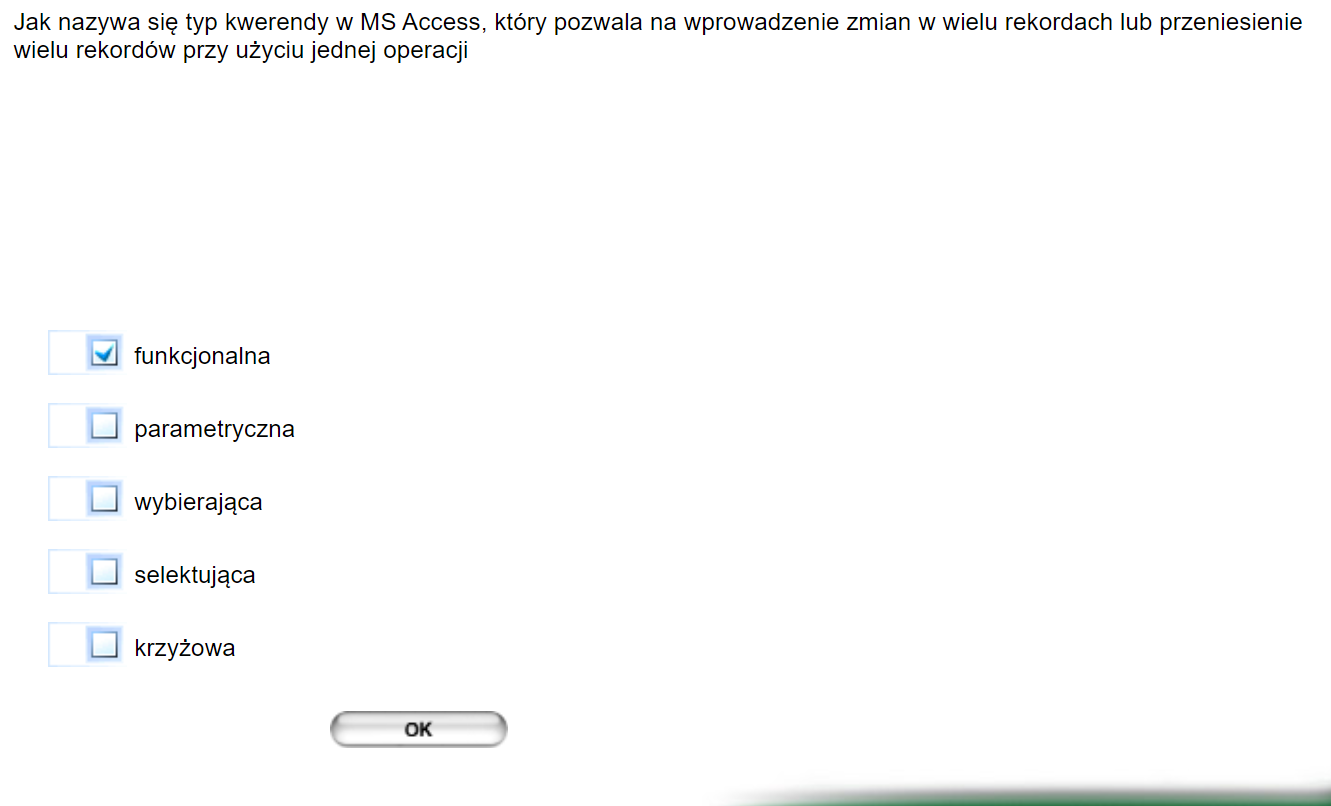 Jak nazywa się typ kwerendy w MS Access, który pozwala na wprowadzenie zmian w wielu rekordach lub przeniesienie
wielu rekordów przy użyciu jednej operacji
funkcjonalna
parametryczna
wybierająca
selektująca
krzyżowa
OK